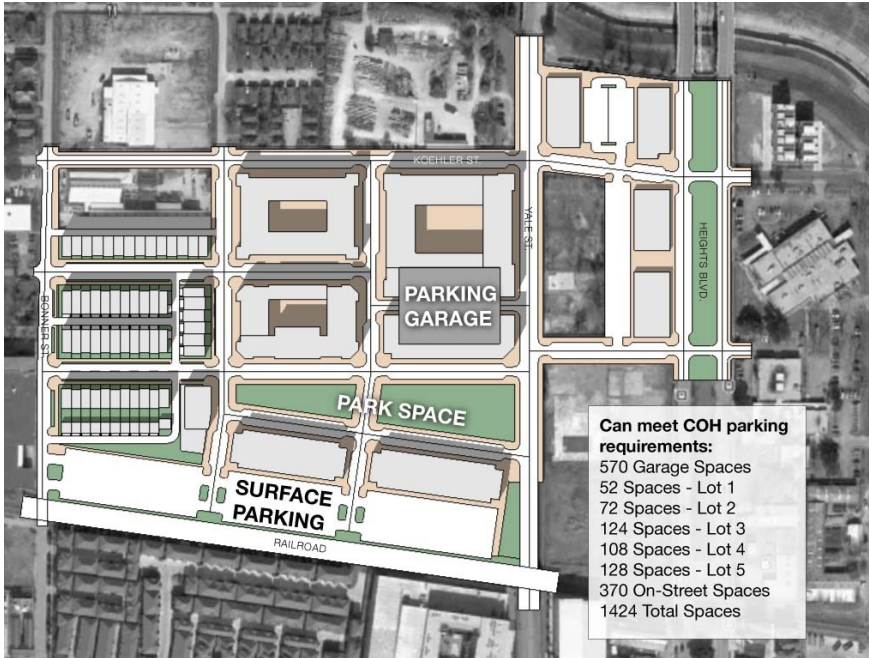 KOEHLER ST.
YALE ST.
HEIGHTS BLVD.
BONNER ST.
PARKING
GARAGE
PARK SPACE
SURFACE
PARKING
RAILROAD
Can meet COH parking
requirements:
570 Garage Spaces
52 Spaces - Lot 1
72 Spaces - Lot 2
124 Spaces - Lot 3
108 Spaces - Lot 4
128 Spaces - Lot 5
370 On-Street Spaces
1424 Total Spaces